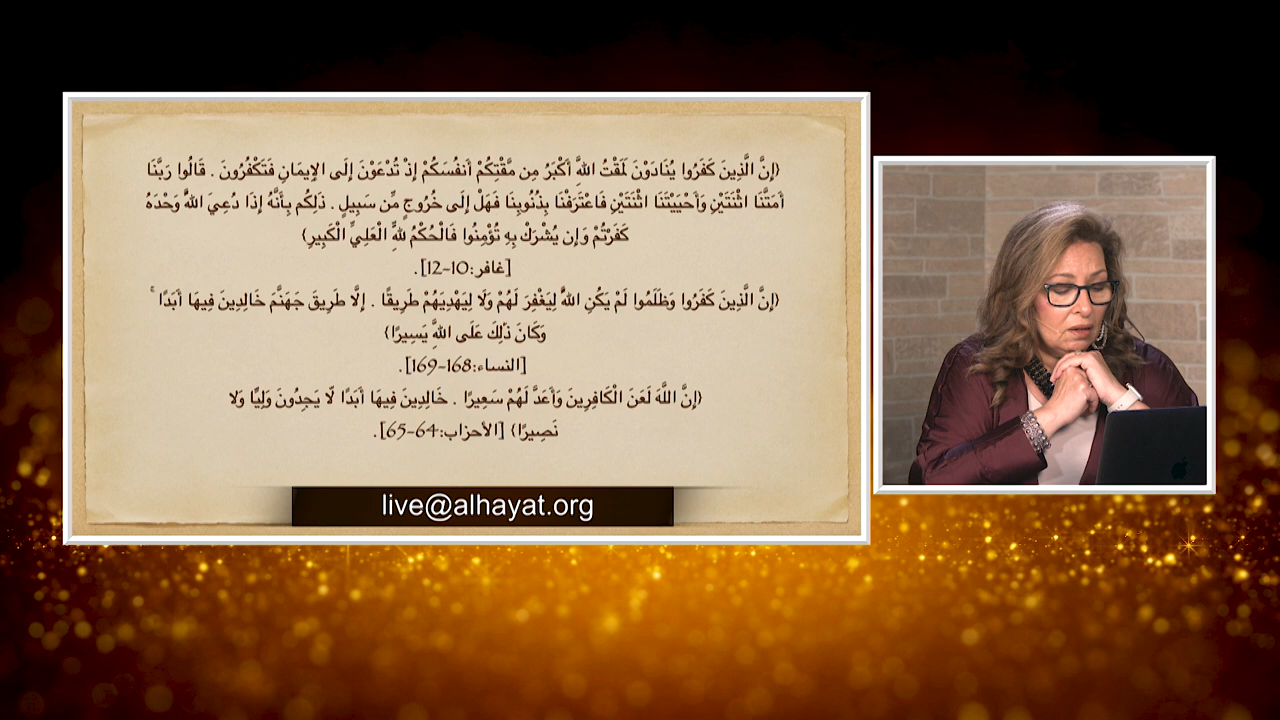 (إِنَّ الَّذِينَ كَفَرُوا يُنَادَوْنَ لَمَقْتُ اللَّهِ أَكْبَرُ مِن مَّقْتِكُمْ أَنفُسَكُمْ إِذْ تُدْعَوْنَ إِلَى الإِيمَانِ فَتَكْفُرُونَ . قَالُوا رَبَّنَا
أَمَتَّنَا اثْنَتَيْنِ وَأَحْيَيْتَنَا اثْنَتَيْنِ فَاعْتَرَفْنَا بِذُنُوبِنَا فَهَلْ إِلَى خُرُوجٍ مِّن سَبِيلٍ . ذَلِكُم بِأَنَّهُ إِذَا دُعِيَ اللَّهُ وَحْدَهُ
كَفَرْتُمْ وَإِن يُشْرَكْ بِهِ تُؤْمِنُوا فَالْحُكْمُ لِلَّهِ الْعَلِيِّ الْكَبِيرِ)
[غافر:10-12].
(إِنَّ الَّذِينَ كَفَرُوا وَظَلَمُوا لَمْ يَكُنِ اللَّهُ لِيَغْفِرَ لَهُمْ وَلَا لِيَهْدِيَهُمْ طَرِيقًا . إِلَّا طَرِيقَ جَهَنَّمَ خَالِدِينَ فِيهَا أَبَدًا ۚ
وَكَانَ ذَٰلِكَ عَلَى اللَّهِ يَسِيرًا)
[النساء:168-169].
(إِنَّ اللَّهَ لَعَنَ الْكَافِرِينَ وَأَعَدَّ لَهُمْ سَعِيرًا . خَالِدِينَ فِيهَا أَبَدًا لَّا يَجِدُونَ وَلِيًّا وَلَا
نَصِيرًا) [الأحزاب:64-65].
live@alhayat.org